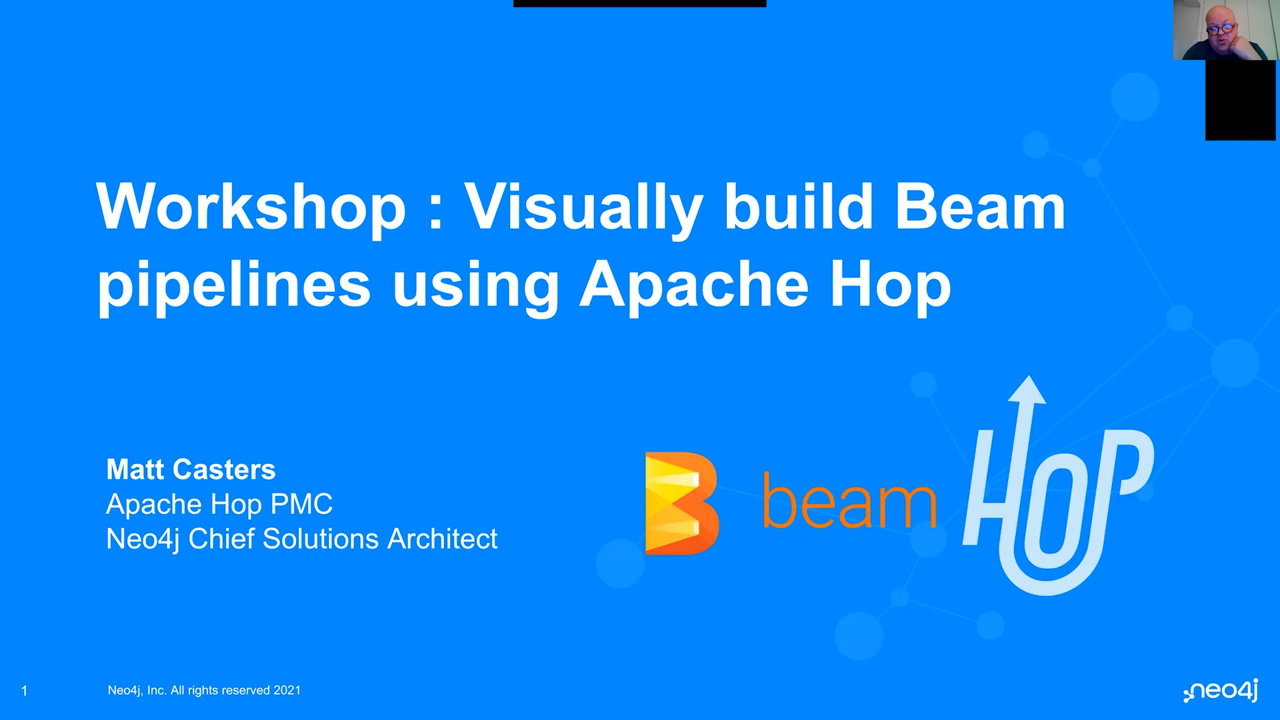 Workshop : Visually build Beam
pipelines using Apache Hop
Matt Casters
Apache Hop PMC
Neo4j Chief Solutions Architect
beam
HOP
1
Neo4j, Inc. All rights reserved 2021
neo4j